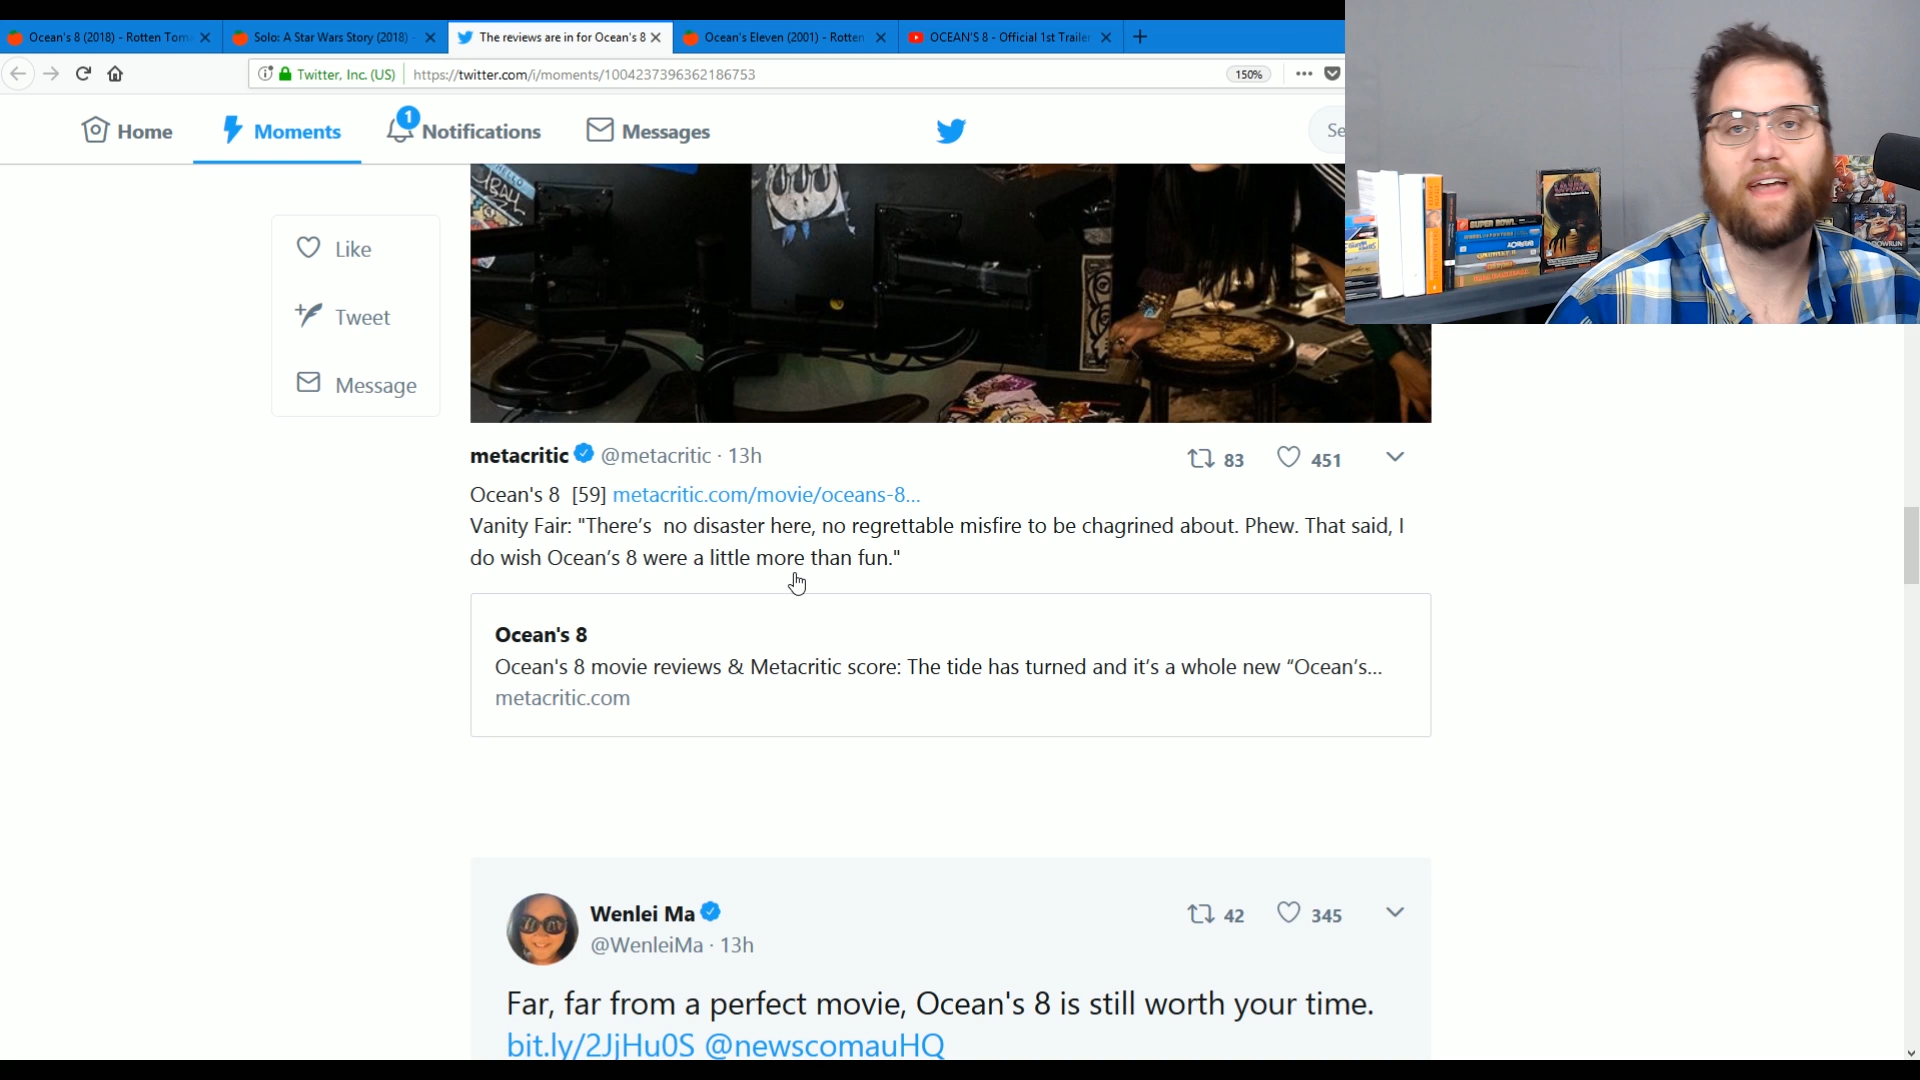 Ocean's 8 (2018) - Rotten Tom
Solo: A Star Wars Story (2018) -
The reviews are in for Ocean's 8
Ocean's Eleven (2001) - Rotten
OCEAN'S 8 - Official 1st Trailer
Twitter, Inc. (US)
https://twitter.com/i/moments/1004237396362186753
150%
Home
Moments
1
Notifications
Messages
Se
SUPER BOWL
Like
Tweet
Message
metacritic @metacritic · 13h
83
451
Ocean's 8 [59] metacritic.com/movie/oceans-8...
Vanity Fair: "There's no disaster here, no regrettable misfire to be chagrined about. Phew. That said, I
do wish Ocean's 8 were a little more than fun."
Ocean's 8
Ocean's 8 movie reviews & Metacritic score: The tide has turned and it's a whole new "Ocean's...
metacritic.com
Wenlei Ma
42
345
@WenleiMa · 13h
Far, far from a perfect movie, Ocean's 8 is still worth your time.
bit.ly/2JjHu0S @newscomauHQ